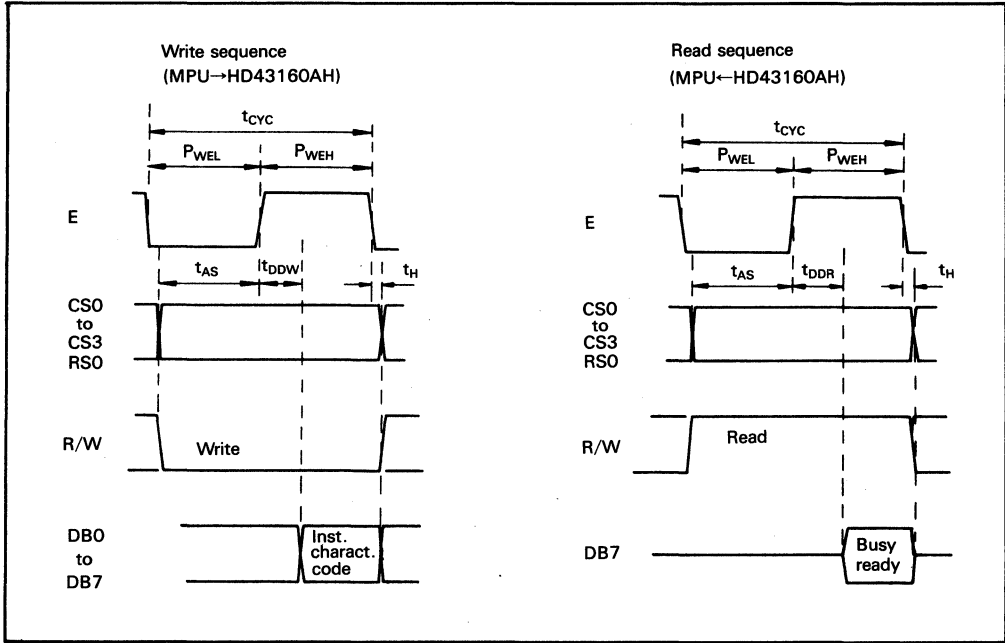 Write sequence
(MPU→HD43160AH)
tCYC
PWEL
PWEH
E
tAS
tDDW
tH
CS0
to
CS3
RS0
R/W
Write
DB0
to
DB7
Inst.
charact.
code
Read sequence
(MPU←HD43160AH)
tCYC
PWEL
PWEH
E
tAS
tDDR
tH
CS0
to
CS3
RS0
R/W
Read
DB7
Busy
ready